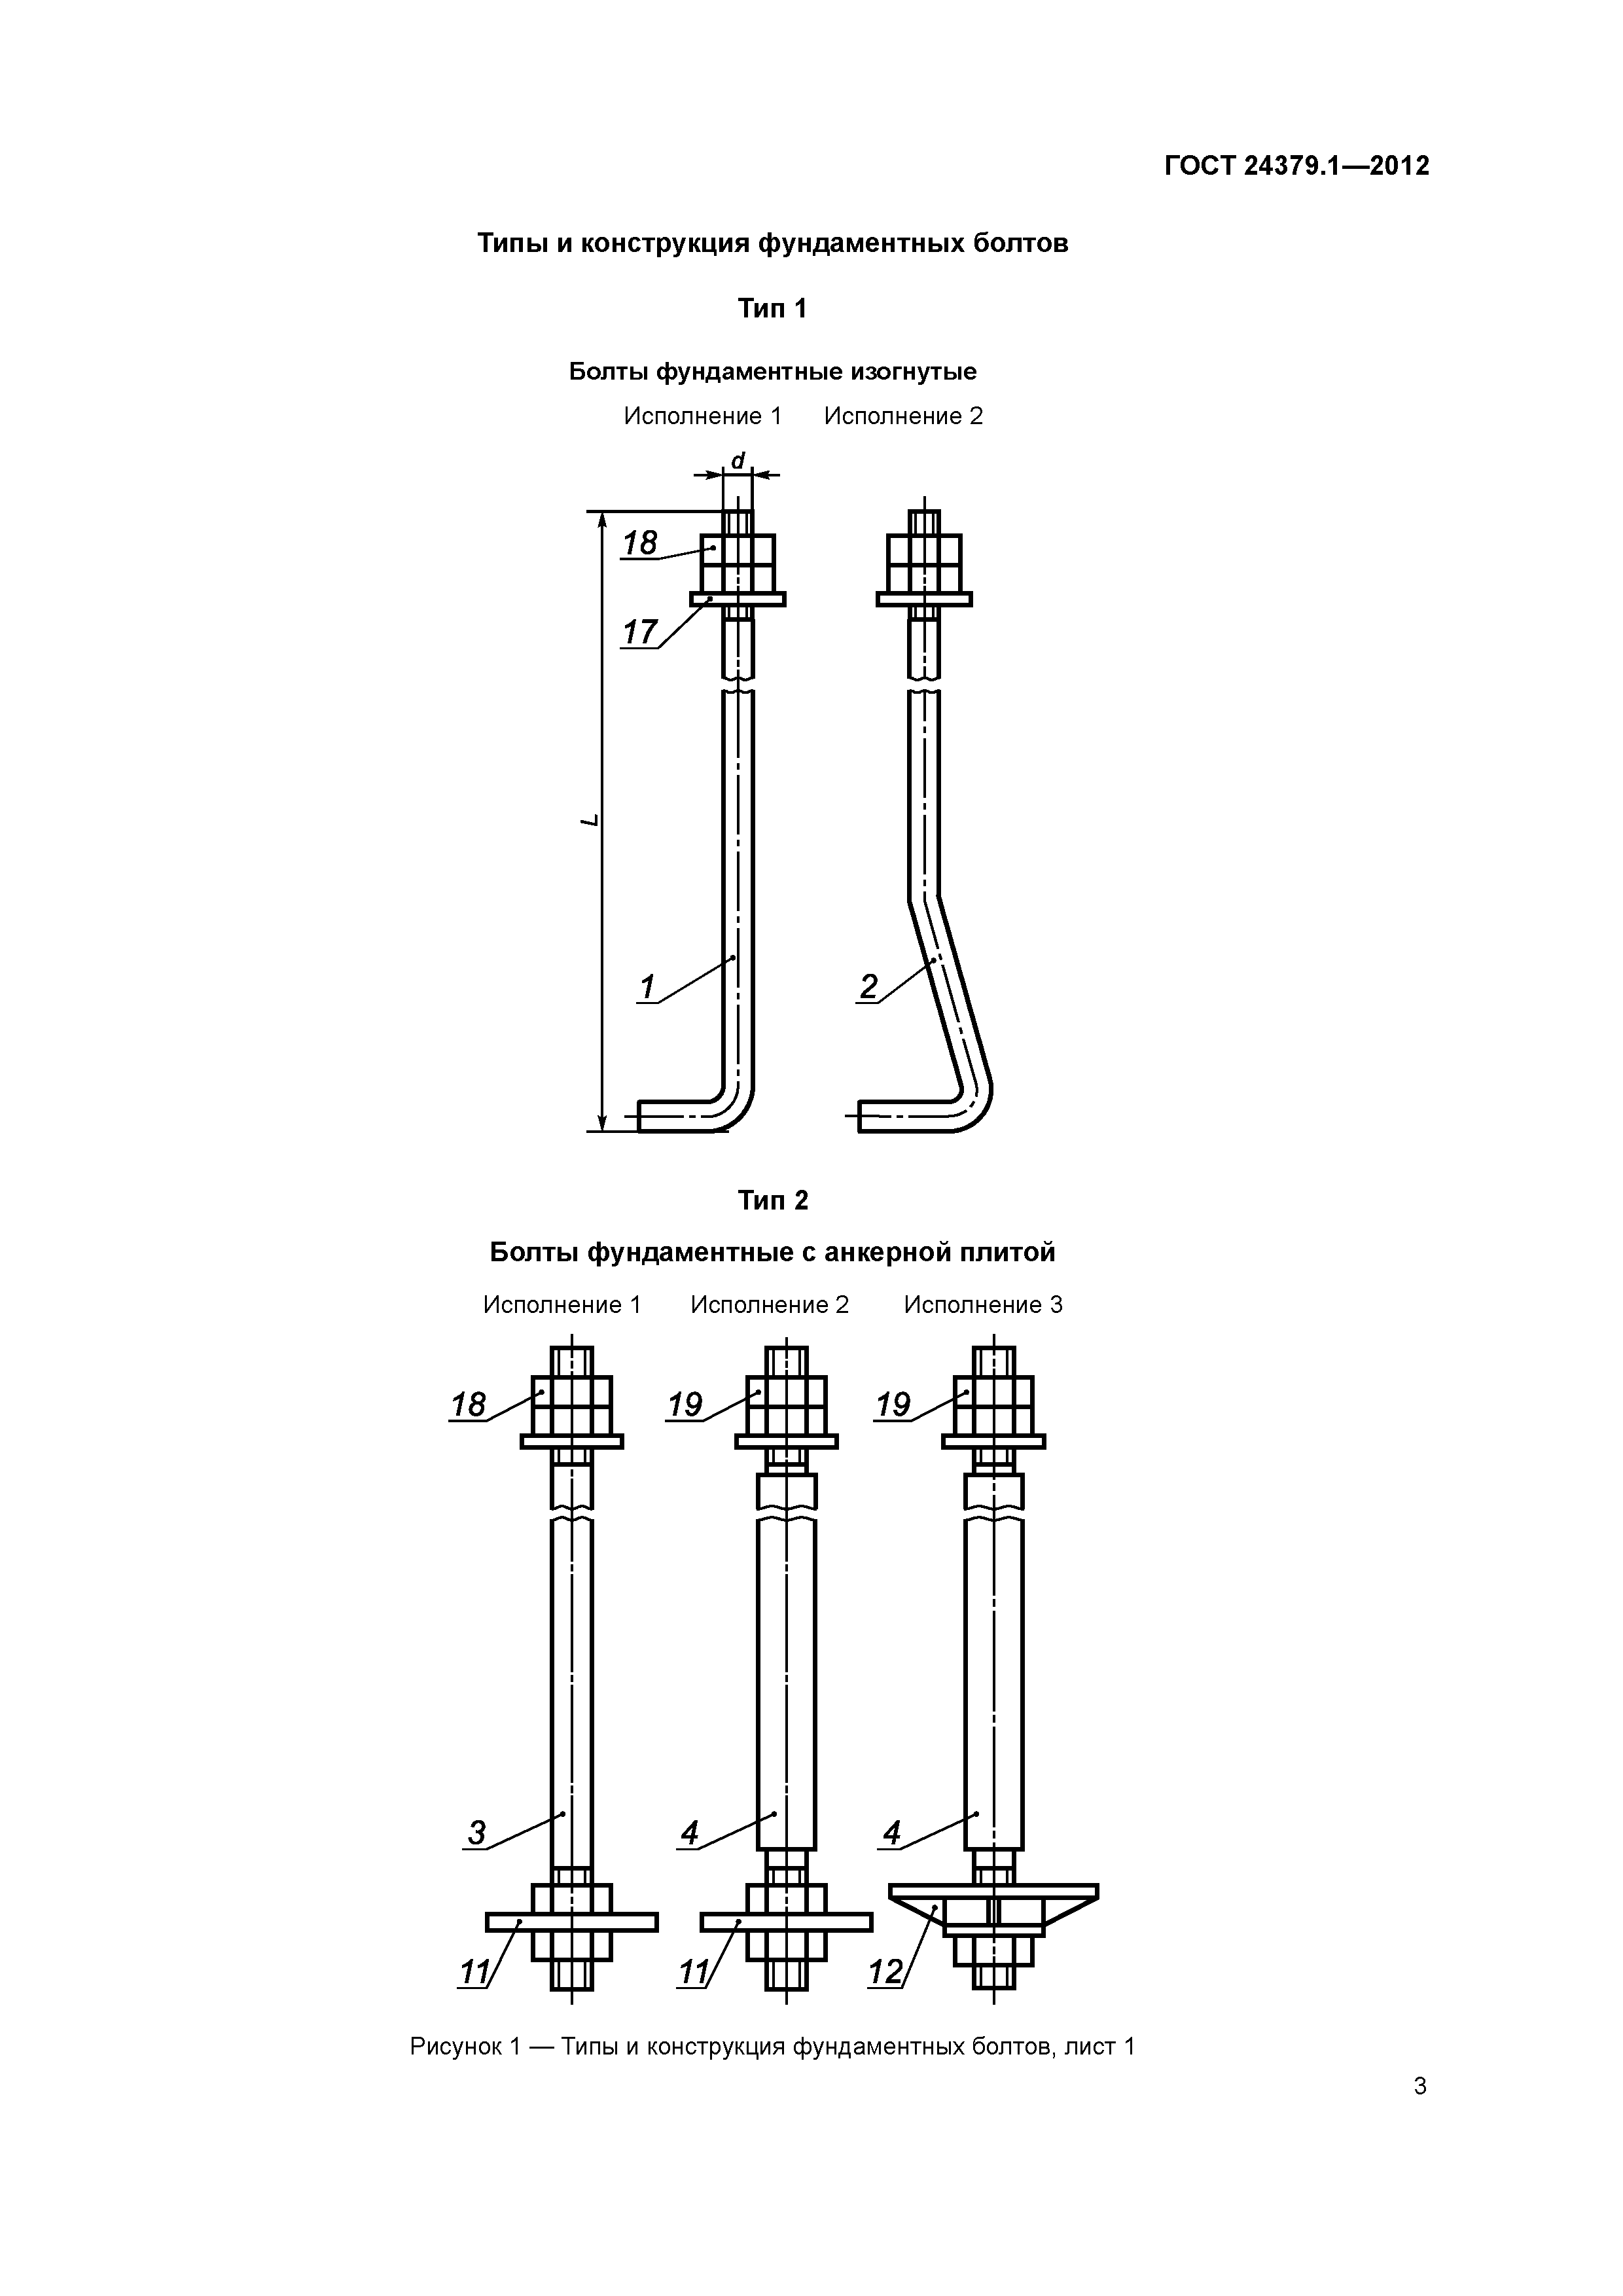 ГОСТ 24379.1—2012
Типы и конструкция фундаментных болтов
Тип 1
Болты фундаментные изогнутые
Исполнение 1 Исполнение 2
d
18
17
L
1
2
Тип 2
Болты фундаментные с анкерной плитой
Исполнение 1 Исполнение 2 Исполнение 3
18 19 19
3 4 4
11 11 12
Рисунок 1 — Типы и конструкция фундаментных болтов, лист 1
3